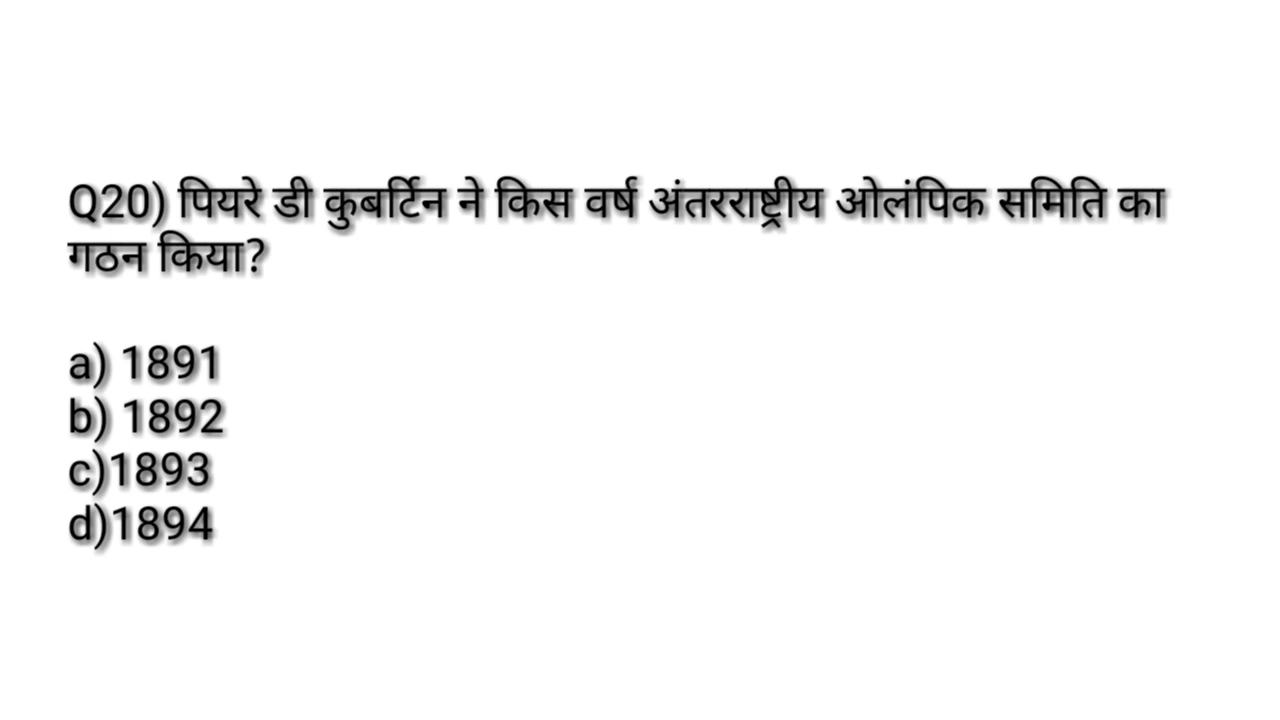 Q20) पियरे डी कुबर्टिन ने किस वर्ष अंतरराष्ट्रीय ओलंपिक समिति का
गठन किया?
a) 1891
b) 1892
c)1893
d)1894